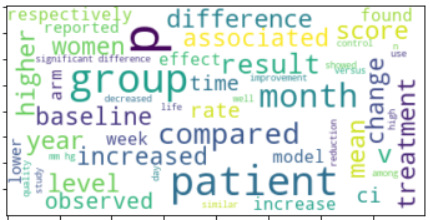 respectively
difference
found
reported
p
associated
score
women
control
n
higher
significant difference
effect
result
showed
versus
use
arm
group
time
improvement
change
decreased
life
well
month
baseline
rate
high
treatment
year
week
compared
mean
reduction
lower
mm hg
increased
model
v
among
quality
study
level
day
patient
observed
similar
increase
ci